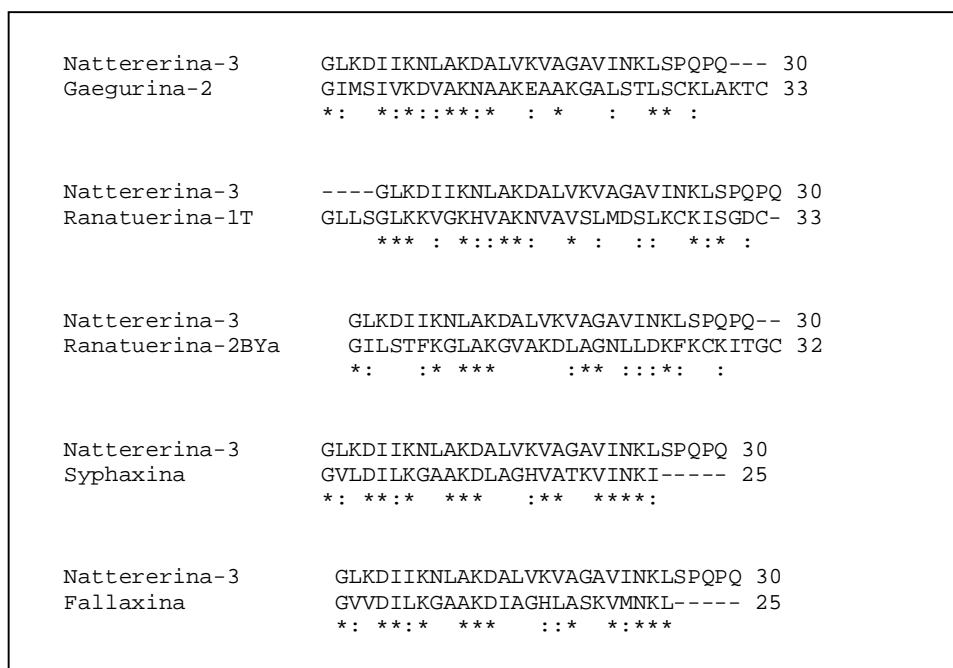 Nattererina-3 GLKDIIKNLAKDALVKVAGAVINKLSPQPQ--- 30
Gaegurina-2 GIMSIVKDVAKNAAKEAAKGALSTLSCKLAKTC 33
*: *:*::**:* : * : ** :
Nattererina-3 ----GLKDIIKNLAKDALVKVAGAVINKLSPQPQ 30
Ranatuerina-1T GLLSGLKKVGKHVAKNVAVSLMDSLKCKISGDC- 33
*** : *::**: * : :: *:* :
Nattererina-3 GLKDIIKNLAKDALVKVAGAVINKLSPQPQ-- 30
Ranatuerina-2BYa GILSTFKGLAKGVAKDLAGNLLDKFKCKITGC 32
*: :* *** :** :::*: :
Nattererina-3 GLKDIIKNLAKDALVKVAGAVINKLSPQPQ 30
Syphaxina GVLDILKGAAKDLAGHVATKVINKI----- 25
*: **:* *** :** ****:
Nattererina-3 GLKDIIKNLAKDALVKVAGAVINKLSPQPQ 30
Fallaxina GVVDILKGAAKDIAGHLASKVMNKL----- 25
*: **:* *** ::* *:***